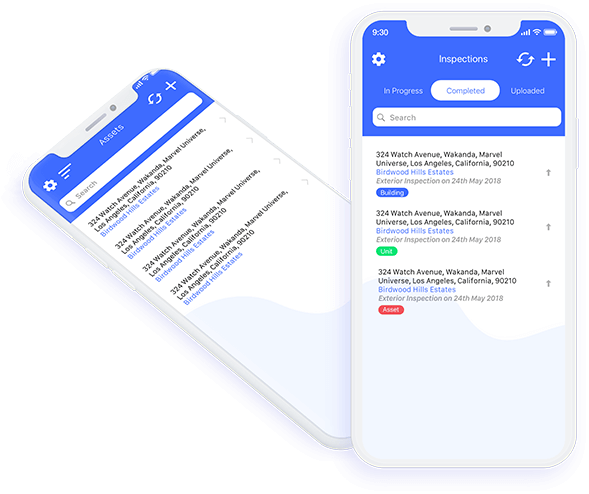 Assets
Search
324 Watch Avenue, Wakanda, Marvel Universe,
Los Angeles, California, 90210
Birdwood Hills Estates
324 Watch Avenue, Wakanda, Marvel Universe,
Los Angeles, California, 90210
Birdwood Hills Estates
324 Watch Avenue, Wakanda, Marvel Universe,
Los Angeles, California, 90210
Birdwood Hills Estates
324 Watch Avenue, Wakanda, Marvel Universe,
Los Angeles, California, 90210
Birdwood Hills Estates
9:30
Inspections
In Progress Completed Uploaded
Search
324 Watch Avenue, Wakanda, Marvel
Universe, Los Angeles, California, 90210
Birdwood Hills Estates
Exterior Inspection on 24th May 2018
Building
324 Watch Avenue, Wakanda, Marvel
Universe, Los Angeles, California, 90210
Birdwood Hills Estates
Exterior Inspection on 24th May 2018
Unit
324 Watch Avenue, Wakanda, Marvel
Universe, Los Angeles, California, 90210
Birdwood Hills Estates
Exterior Inspection on 24th May 2018
Asset